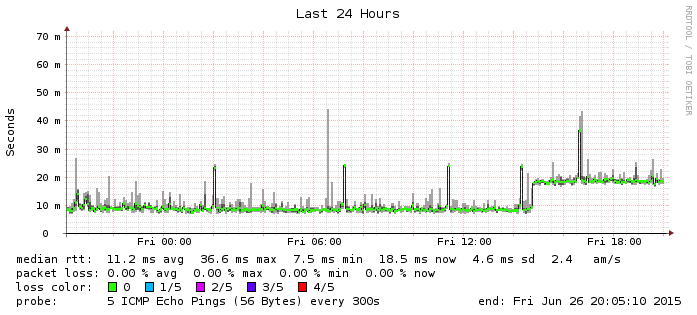 Last 24 Hours
RRDTOOL / TOBI OETIKER
Seconds
70 m
60 m
50 m
40 m
30 m
20 m
10 m
0
Fri 00:00 Fri 06:00 Fri 12:00 Fri 18:00
median rtt: 11.2 ms avg 36.6 ms max 7.5 ms min 18.5 ms now 4.6 ms sd 2.4 am/s
packet loss: 0.00 % avg 0.00 % max 0.00 % min 0.00 % now
loss color: 0 1/5 2/5 3/5 4/5
probe: 5 ICMP Echo Pings (56 Bytes) every 300s end: Fri Jun 26 20:05:10 2015